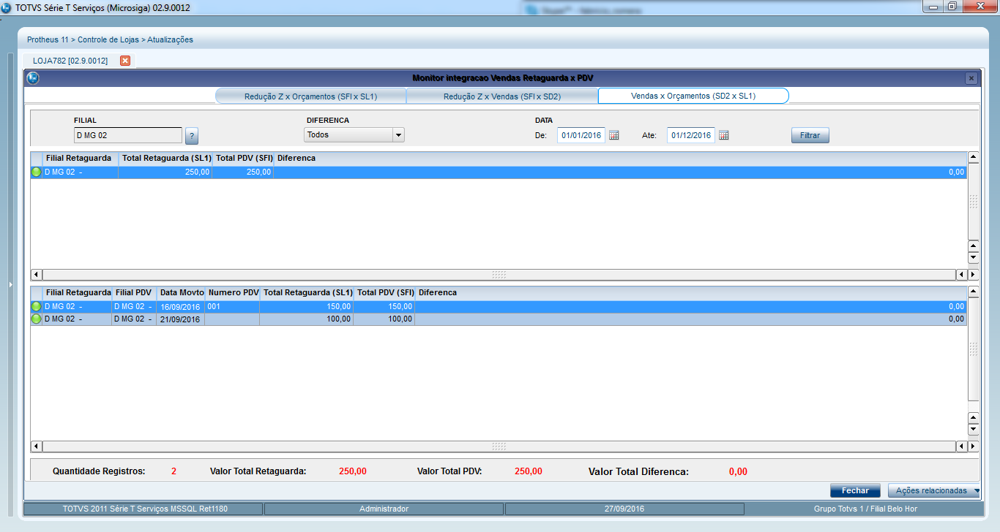 TOTVS Série T Serviços (Microsiga) 02.9.0012
Protheus 11 > Controle de Lojas > Atualizações
LOJA782 [02.9.0012]
Monitor integracao Vendas Retaguarda x PDV
Redução Z x Orçamentos (SFI x SL1) Redução Z x Vendas (SFI x SD2) Vendas x Orçamentos (SD2 x SL1)
FILIAL DIFERENCA DATA
D MG 02 ? Todos De: 01/01/2016 Ate: 01/12/2016 Filtrar
Filial Retaguarda Total Retaguarda (SL1) Total PDV (SFI) Diferenca
D MG 02 - 250,00 250,00 0,00
Filial Retaguarda Filial PDV Data Movto Numero PDV Total Retaguarda (SL1) Total PDV (SFI) Diferenca
D MG 02 - D MG 02 - 16/09/2016 001 150,00 150,00 0,00
D MG 02 - D MG 02 - 21/09/2016 100,00 100,00 0,00
Quantidade Registros: 2 Valor Total Retaguarda: 250,00 Valor Total PDV: 250,00 Valor Total Diferenca: 0,00
Fechar Ações relacionadas
TOTVS 2011 Série T Serviços MSSQL Ret1180 Administrador 27/09/2016 Grupo Totvs 1 / Filial Belo Hor